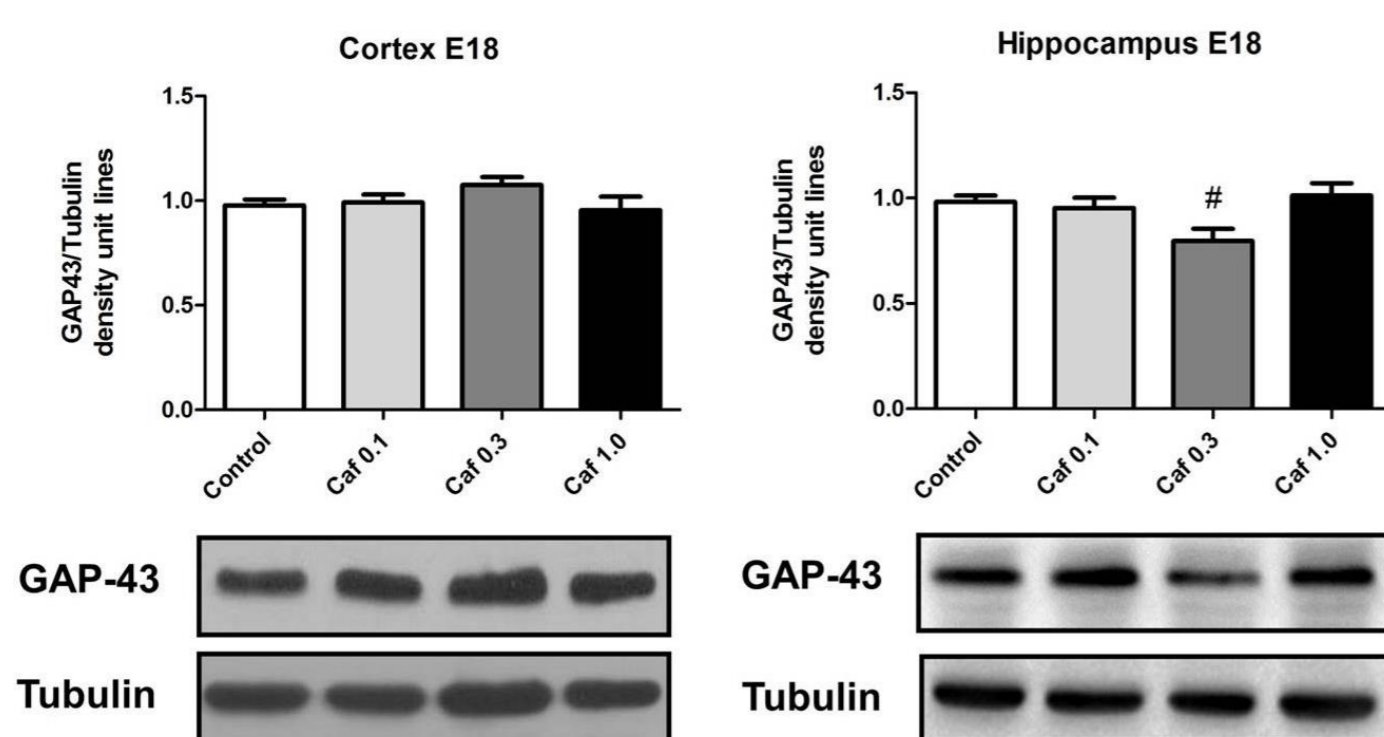 Cortex E18
GAP43/Tubulin
density unit lines
1.5
1.0
0.5
0.0
Control
Caf 0.1
Caf 0.3
Caf 1.0
GAP-43
Tubulin
Hippocampus E18
GAP43/Tubulin
density unit lines
1.5
1.0
0.5
0.0
#
Control
Caf 0.1
Caf 0.3
Caf 1.0
GAP-43
Tubulin